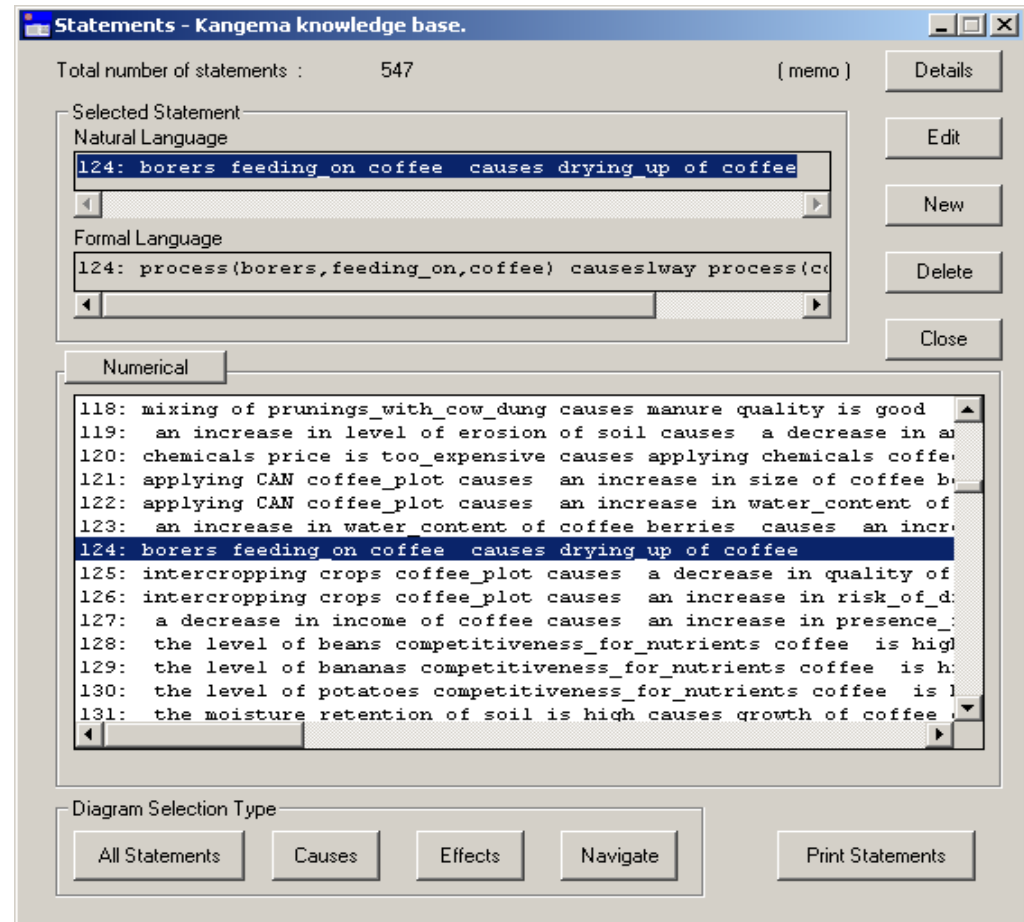 Statements - Kangema knowledge base.
Total number of statements : 547 ( memo ) Details
Selected Statement
Natural Language
Edit
124: borers feeding_on coffee causes drying_up of coffee
New
Formal Language
124: process(borers,feeding_on,coffee) causes1way process(co
Delete
Close
Numerical
118: mixing of prunings_with_cow_dung causes manure quality is good
119: an increase in level of erosion of soil causes a decrease in
120: chemicals price is too_expensive causes applying chemicals coffe
121: applying CAN coffee_plot causes an increase in size of coffee b
122: applying CAN coffee_plot causes an increase in water_content of
123: an increase in water_content of coffee berries causes an incr
124: borers feeding_on coffee causes drying_up of coffee
125: intercropping crops coffee_plot causes a decrease in quality of
126: intercropping crops coffee_plot causes an increase in risk_of_d
127: a decrease in income of coffee causes an increase in presence_
128: the level of beans competitiveness_for_nutrients coffee is hig
129: the level of bananas competitiveness_for_nutrients coffee is h
130: the level of potatoes competitiveness_for_nutrients coffee is
131: the moisture retention of soil is high causes growth of coffee
Diagram Selection Type
All Statements Causes Effects Navigate Print Statements